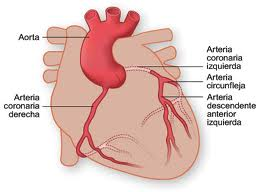 Aorta
Arteria
coronaria
izquierda
Arteria
circunfleja
Arteria
descendente
anterior
izquierda
Arteria
coronaria
derecha